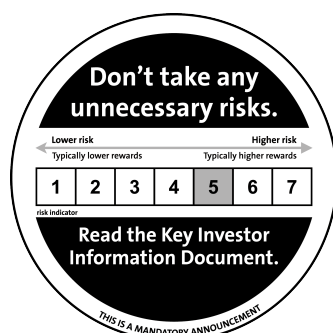 Don’t take any
unnecessary risks.
Lower risk Higher risk
Typically lower rewards Typically higher rewards
1 2 3 4 5 6 7
risk indicator
Read the Key Investor
Information Document.
THIS IS A MANDATORY ANNOUNCEMENT